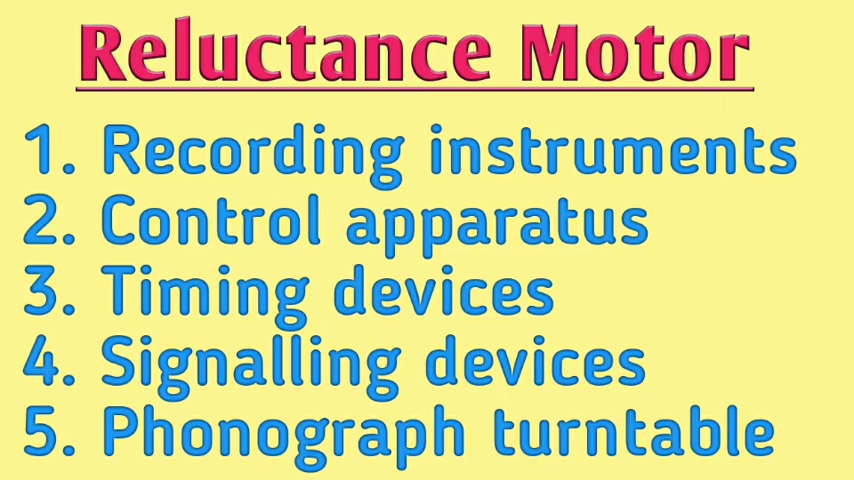 Reluctance Motor
1. Recording instruments
2. Control apparatus
3. Timing devices
4. Signalling devices
5. Phonograph turntable